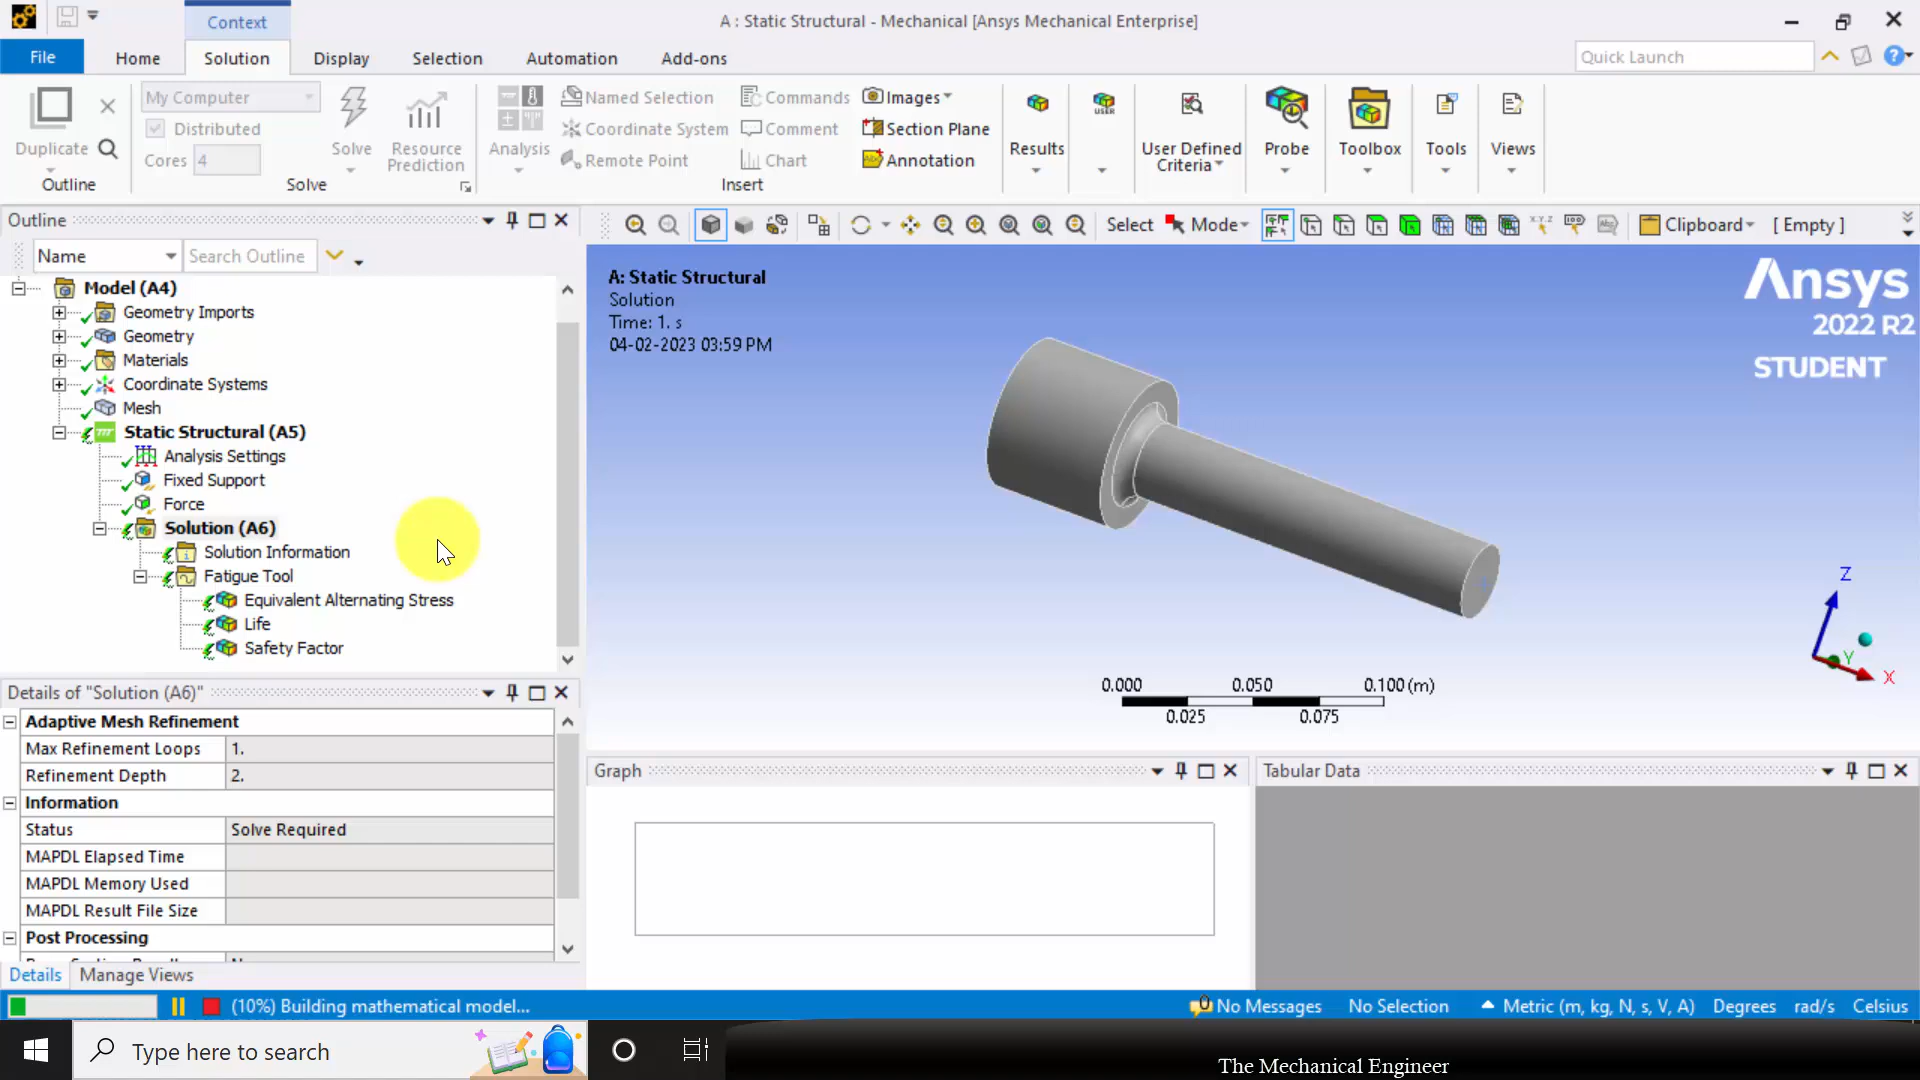 Context
A : Static Structural - Mechanical [Ansys Mechanical Enterprise]
File
Home
Solution
Display
Selection
Automation
Add-ons
Quick Launch
Duplicate
Outline
My Computer
Distributed
Cores 4
Solve
Resource
Prediction
Solve
Analysis
Named Selection
Coordinate System
Remote Point
Commands
Comment
Chart
Images
Section Plane
Annotation
Insert
Results
USER
User Defined
Criteria
Probe
Toolbox
Tools
Views
Outline
Name
Search Outline
Select
Mode
Clipboard
[ Empty ]
Model (A4)
Geometry Imports
Geometry
Materials
Coordinate Systems
Mesh
Static Structural (A5)
Analysis Settings
Fixed Support
Force
Solution (A6)
Solution Information
Fatigue Tool
Equivalent Alternating Stress
Life
Safety Factor
A: Static Structural
Solution
Time: 1. s
04-02-2023 03:59 PM
Ansys
2022 R2
STUDENT
Z
Y
X
0.000 0.050 0.100 (m)
0.025 0.075
Details of "Solution (A6)"
Adaptive Mesh Refinement
Max Refinement Loops 1.
Refinement Depth 2.
Information
Status Solve Required
MAPDL Elapsed Time
MAPDL Memory Used
MAPDL Result File Size
Post Processing
Details
Manage Views
Graph
Tabular Data
(10%) Building mathematical model...
No Messages
No Selection
Metric (m, kg, N, s, V, A)
Degrees
rad/s
Celsius
Type here to search
The Mechanical Engineer